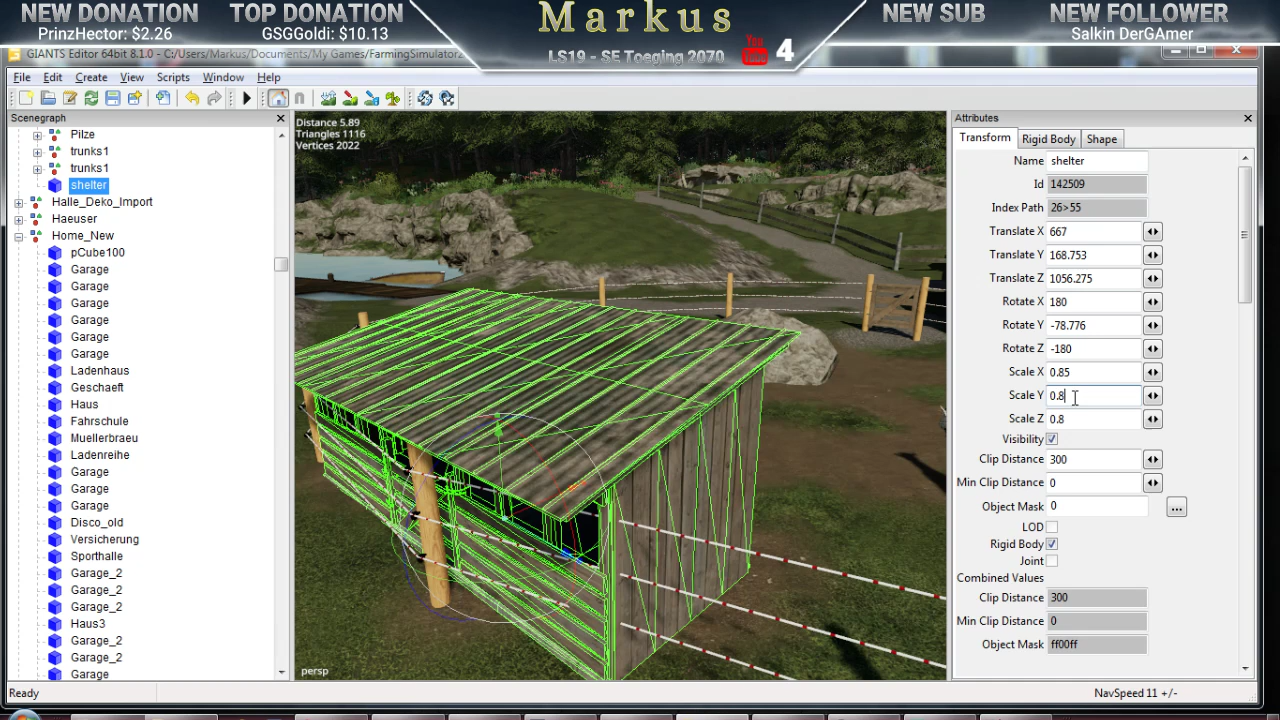 NEW DONATION
PrinzHector: $2.26
TOP DONATION
GSGGoldi: $10.13
Markus
LS19 - SE Toeging 2070
You Tube
4
NEW SUB
NEW FOLLOWER
Salkin DerGAmer
GIANTS Editor 64bit 8.1.0 - C:/Users/Markus/Documents/My Games/FarmingSimulator
File Edit Create View Scripts Window Help
Scenegraph
Pilze
trunks1
trunks1
shelter
Halle_Deko_Import
Haeuser
Home_New
pCube100
Garage
Garage
Garage
Garage
Garage
Garage
Ladenhaus
Geschaeft
Haus
Fahrschule
Muellerbraeu
Ladenreihe
Garage
Garage
Garage
Disco_old
Versicherung
Sporthalle
Garage_2
Garage_2
Garage_2
Haus3
Garage_2
Garage_2
Garage
Distance 5.89
Triangles 1116
Vertices 2022
persp
Attributes
Transform Rigid Body Shape
Name shelter
Id 142509
Index Path 26>55
Translate X 667
Translate Y 168.753
Translate Z 1056.275
Rotate X 180
Rotate Y -78.776
Rotate Z -180
Scale X 0.85
Scale Y 0.8
Scale Z 0.8
Visibility
Clip Distance 300
Min Clip Distance 0
Object Mask 0 ...
LOD
Rigid Body
Joint
Combined Values
Clip Distance 300
Min Clip Distance 0
Object Mask ff00ff
Ready
NavSpeed 11 +/-